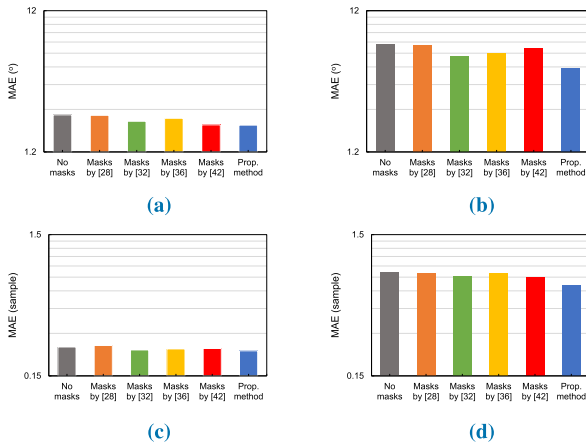 12
MAE (°)
1.2
No masks
Masks by [28]
Masks by [32]
Masks by [36]
Masks by [42]
Prop. method
(a)
12
MAE (°)
1.2
No masks
Masks by [28]
Masks by [32]
Masks by [36]
Masks by [42]
Prop. method
(b)
1.5
MAE (sample)
0.15
No masks
Masks by [28]
Masks by [32]
Masks by [36]
Masks by [42]
Prop. method
(c)
1.5
MAE (sample)
0.15
No masks
Masks by [28]
Masks by [32]
Masks by [36]
Masks by [42]
Prop. method
(d)